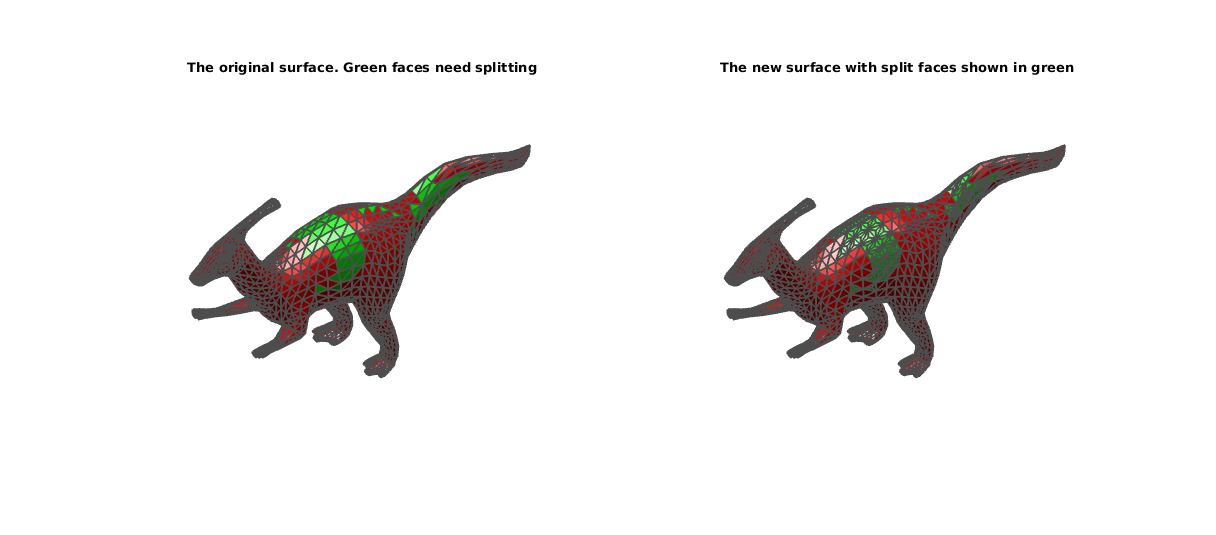 The original surface. Green faces need splitting
The new surface with split faces shown in green